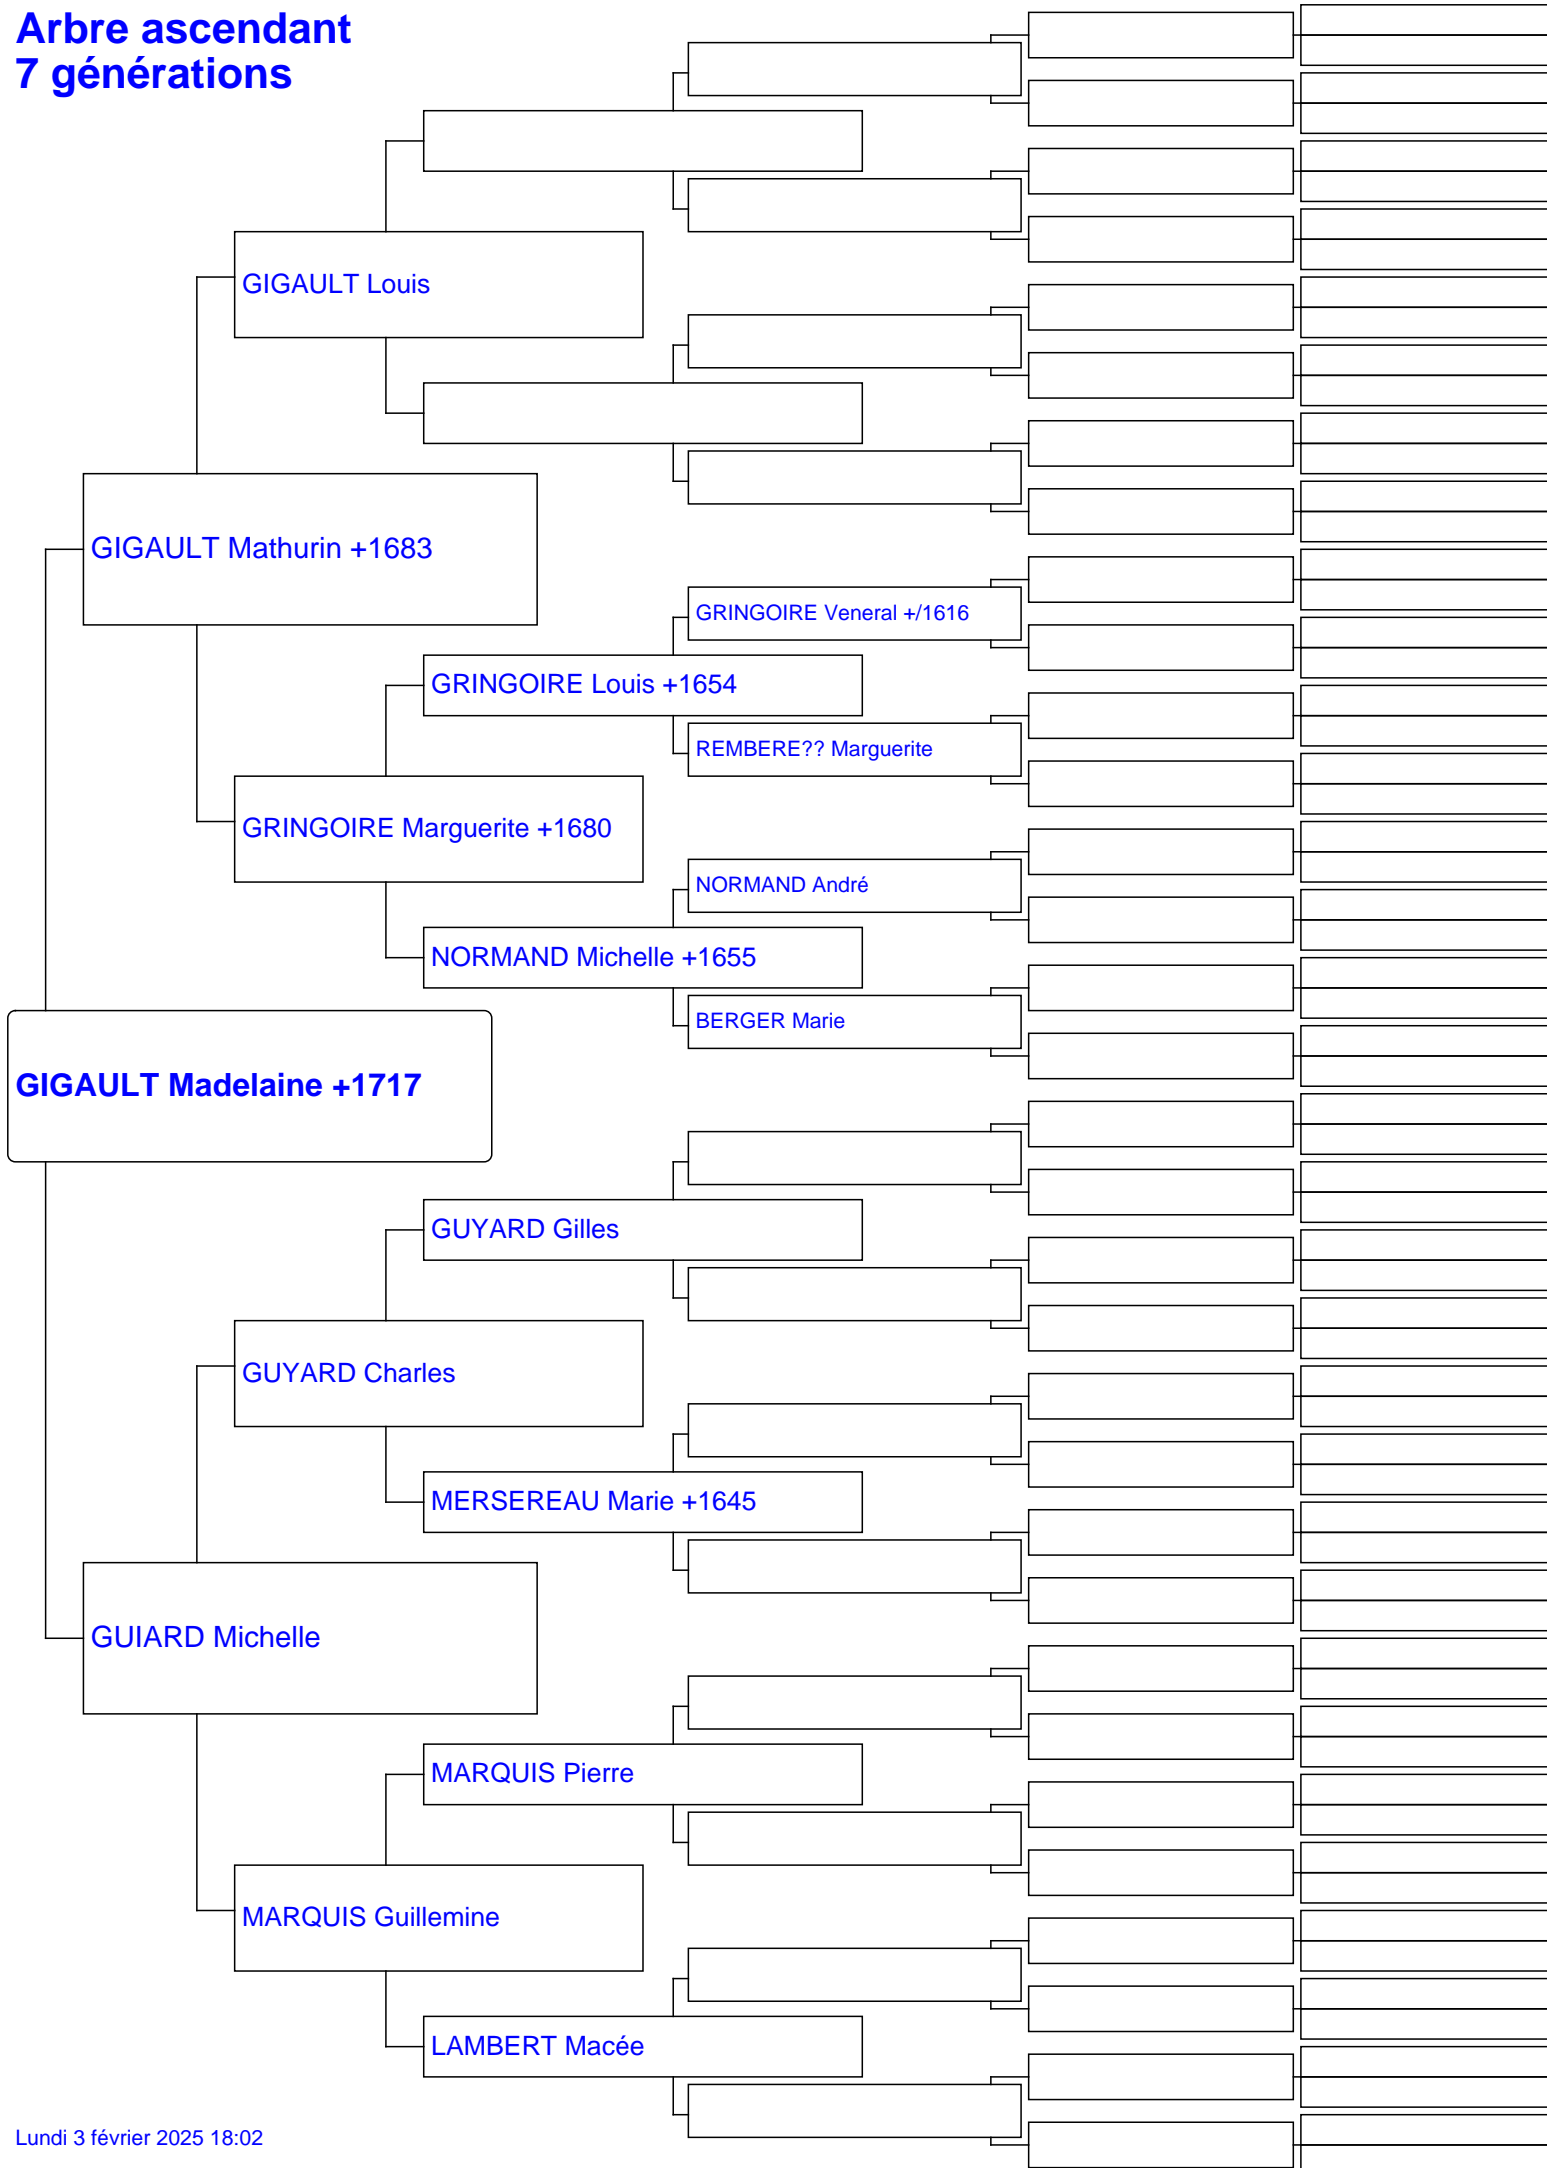 Arbre ascendant
7 générations
GIGAULT Louis
GIGAULT Mathurin +1683
GRINGOIRE Veneral +/1616
GRINGOIRE Louis +1654
REMBERE?? Marguerite
GRINGOIRE Marguerite +1680
NORMAND André
NORMAND Michelle +1655
BERGER Marie
GIGAULT Madelaine +1717
GUYARD Gilles
GUYARD Charles
MERSEREAU Marie +1645
GUIARD Michelle
MARQUIS Pierre
MARQUIS Guillemine
LAMBERT Macée
Lundi 3 février 2025 18:02